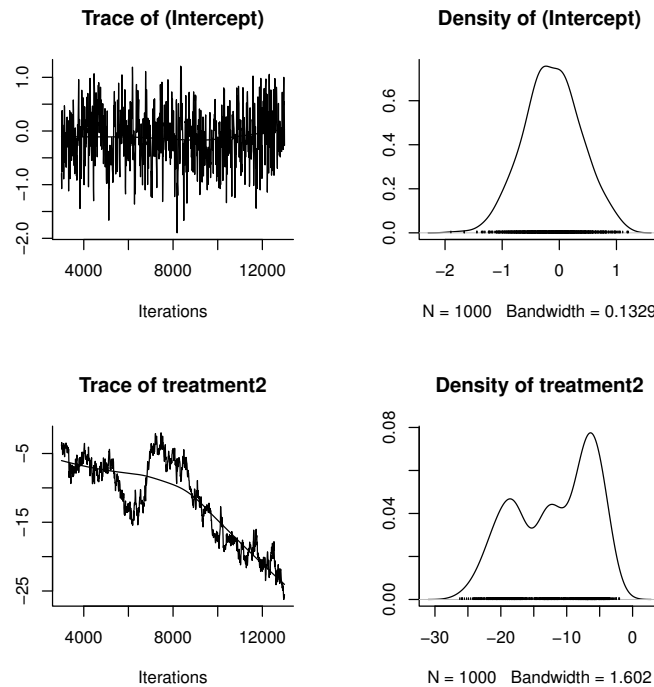 Trace of (Intercept)
1.0
0.0
−1.0
−2.0
4000 8000 12000
Iterations
Density of (Intercept)
0.6
0.4
0.2
0.0
−2 −1 0 1
N = 1000 Bandwidth = 0.1329
Trace of treatment2
−5
−15
−25
4000 8000 12000
Iterations
Density of treatment2
0.08
0.04
0.00
−30 −20 −10 0
N = 1000 Bandwidth = 1.602